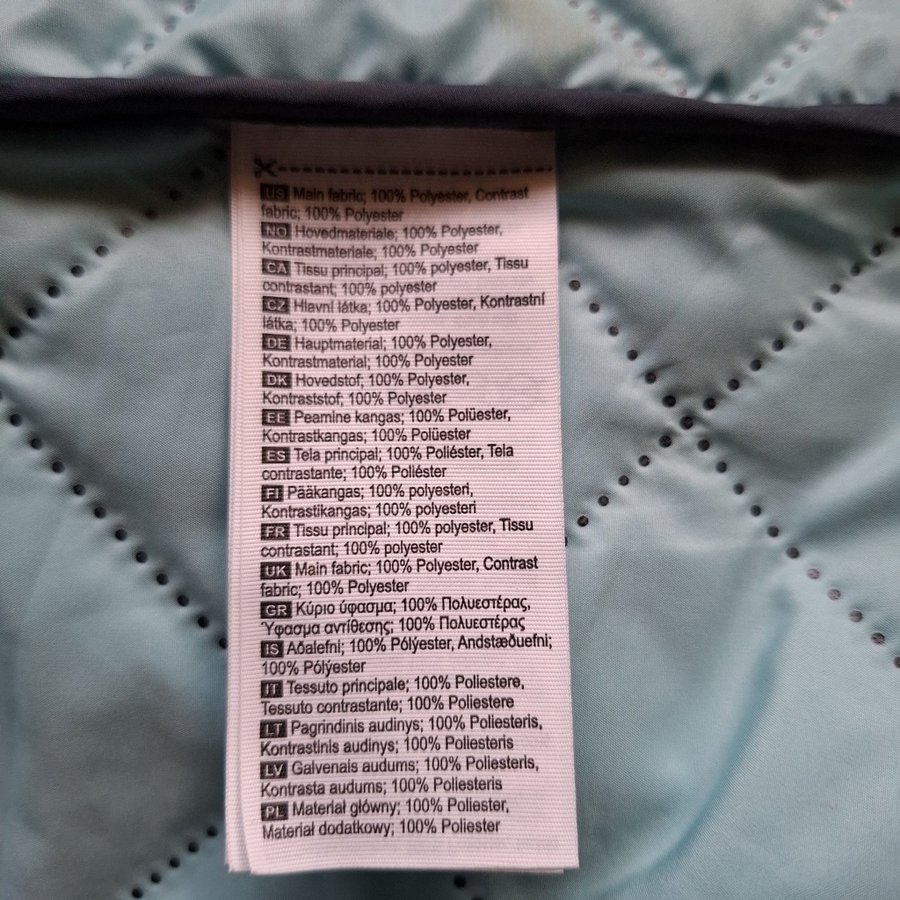 US Main fabric; 100% Polyester, Contrast
fabric; 100% Polyester
NO Hovedmateriale; 100% Polyester,
Kontrastmateriale; 100% Polyester
CA Tissu principal; 100% polyester, Tissu
contrastant; 100% polyester
CZ Hlavní látka; 100% Polyester, Kontrastní
látka; 100% Polyester
DE Hauptmaterial; 100% Polyester,
Kontrastmaterial; 100% Polyester
DK Hovedstof; 100% Polyester,
Kontraststof; 100% Polyester
EE Peamine kangas; 100% Polüester,
Kontrastkangas; 100% Polüester
ES Tela principal; 100% Poliéster, Tela
contrastante; 100% Poliéster
FI Pääkangas; 100% polyesteri,
Kontrastikangas; 100% polyesteri
FR Tissu principal; 100% polyester, Tissu
contrastant; 100% polyester
UK Main fabric; 100% Polyester, Contrast
fabric; 100% Polyester
GR Κύριο ύφασμα; 100% Πολυεστέρας,
Ύφασμα αντίθεσης; 100% Πολυεστέρας
IS Aðalefni; 100% Pólýester, Andstæðuefni;
100% Pólýester
IT Tessuto principale; 100% Poliestere,
Tessuto contrastante; 100% Poliestere
LT Pagrindinis audinys; 100% Poliesteris,
Kontrastinis audinys; 100% Poliesteris
LV Galvenais audums; 100% Poliesteris,
Kontrasta audums; 100% Poliesteris
PL Materiał główny; 100% Poliester,
Materiał dodatkowy; 100% Poliester